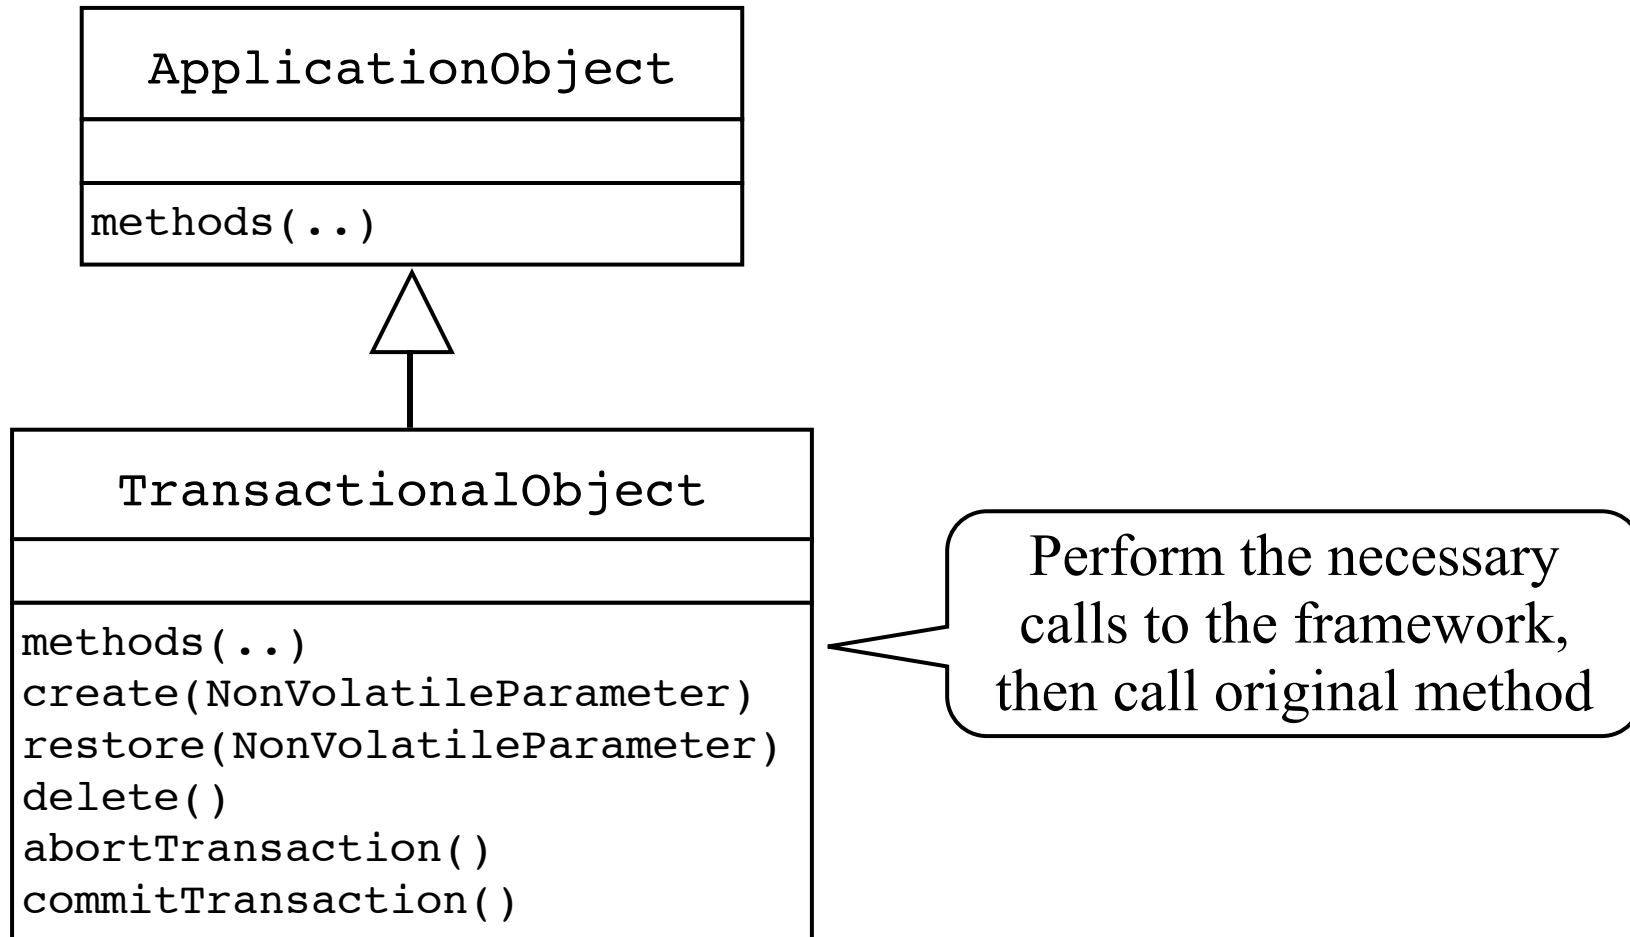 ApplicationObject
methods(..)
TransactionalObject
methods(..)
create(NonVolatileParameter)
restore(NonVolatileParameter)
delete()
abortTransaction()
commitTransaction()
Perform the necessary
calls to the framework,
then call original method